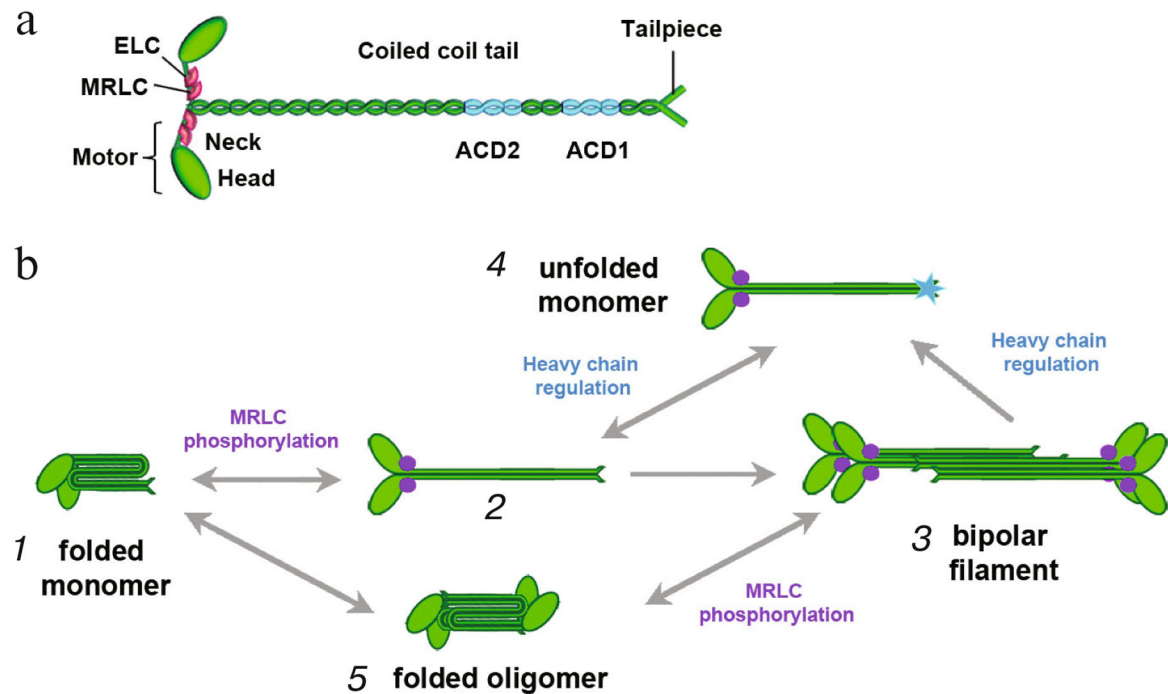 a
ELC
MRLC
Motor
Neck
Head
Coiled coil tail
ACD2
ACD1
Tailpiece
b
4 unfolded
monomer
Heavy chain
regulation
Heavy chain
regulation
MRLC
phosphorylation
2
1 folded
monomer
3 bipolar
filament
MRLC
phosphorylation
5 folded oligomer